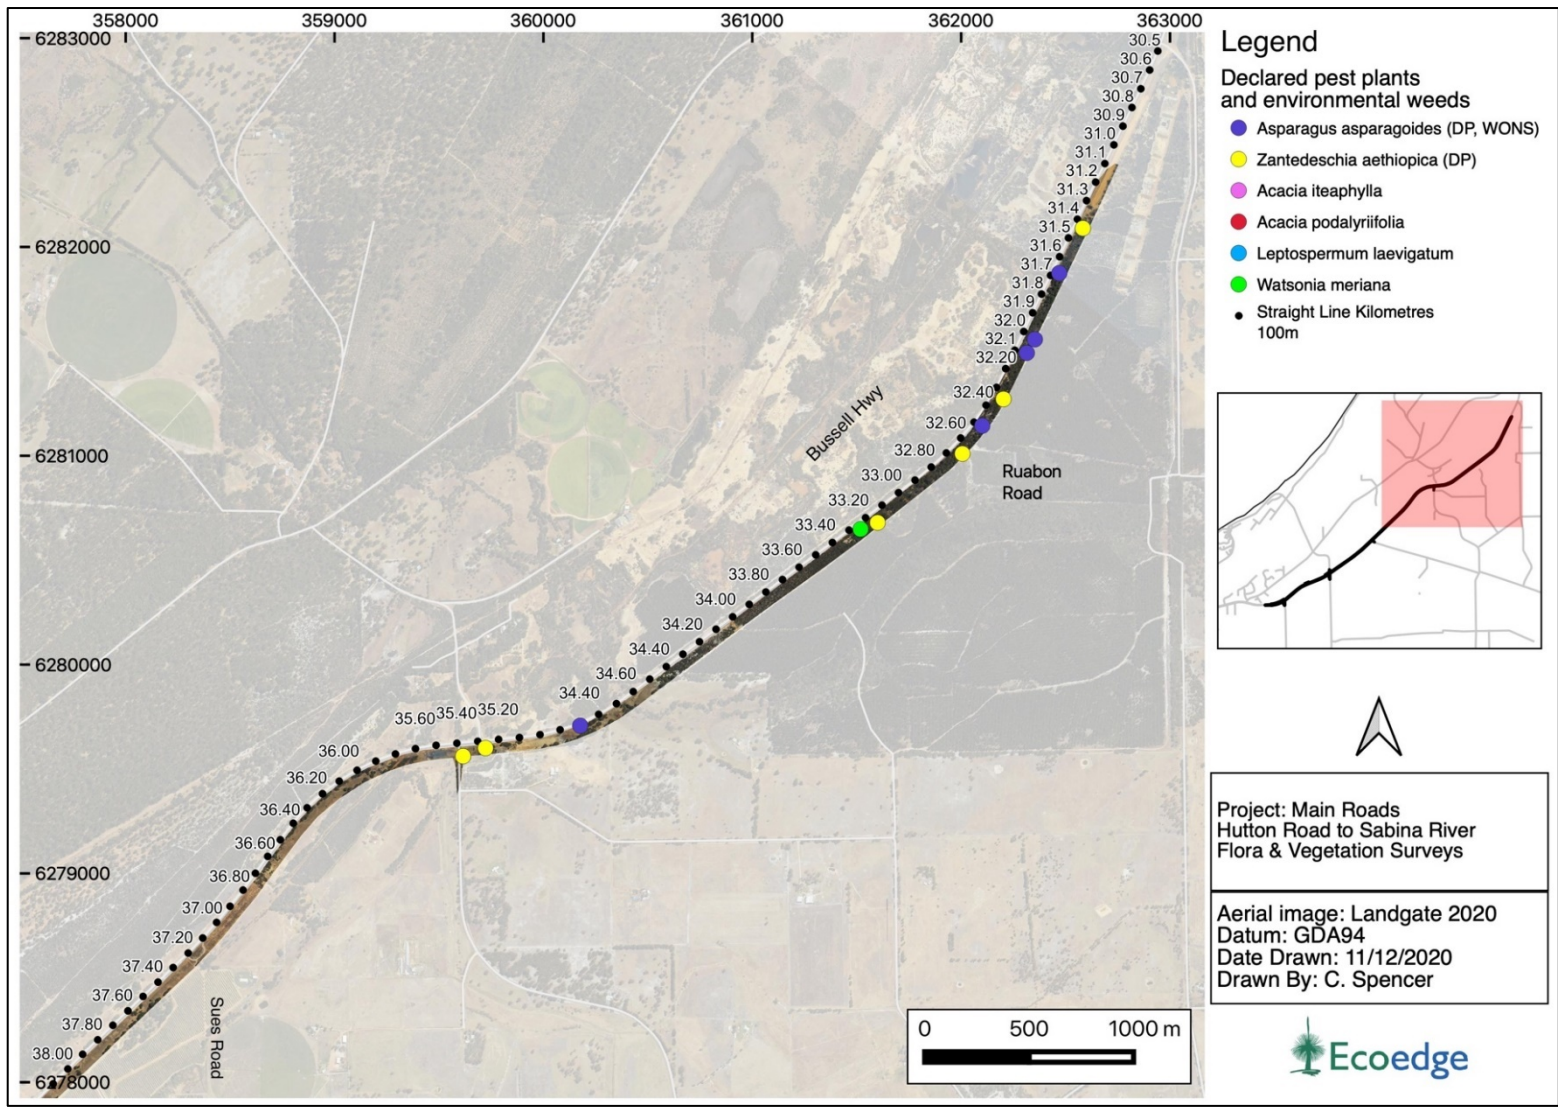 358000
359000
360000
361000
362000
363000
6283000
6282000
6281000
6280000
6279000
6278000
30.5
30.6
30.7
30.8
30.9
31.0
31.1
31.2
31.3
31.4
31.5
31.6
31.7
31.8
31.9
32.0
32.1
32.20
32.40
32.60
32.80
33.00
33.20
33.40
33.60
33.80
34.00
34.20
34.40
34.60
34.40
35.20
35.40
35.60
36.00
36.20
36.40
36.60
36.80
37.00
37.20
37.40
37.60
37.80
38.00
Bussell Hwy
Ruabon
Road
Sues Road
0
500
1000 m
Legend
Declared pest plants
and environmental weeds
Asparagus asparagoides (DP, WONS)
Zantedeschia aethiopica (DP)
Acacia iteaphylla
Acacia podalyriifolia
Leptospermum laevigatum
Watsonia meriana
Straight Line Kilometres
100m
Project: Main Roads
Hutton Road to Sabina River
Flora & Vegetation Surveys
Aerial image: Landgate 2020
Datum: GDA94
Date Drawn: 11/12/2020
Drawn By: C. Spencer
Ecoedge